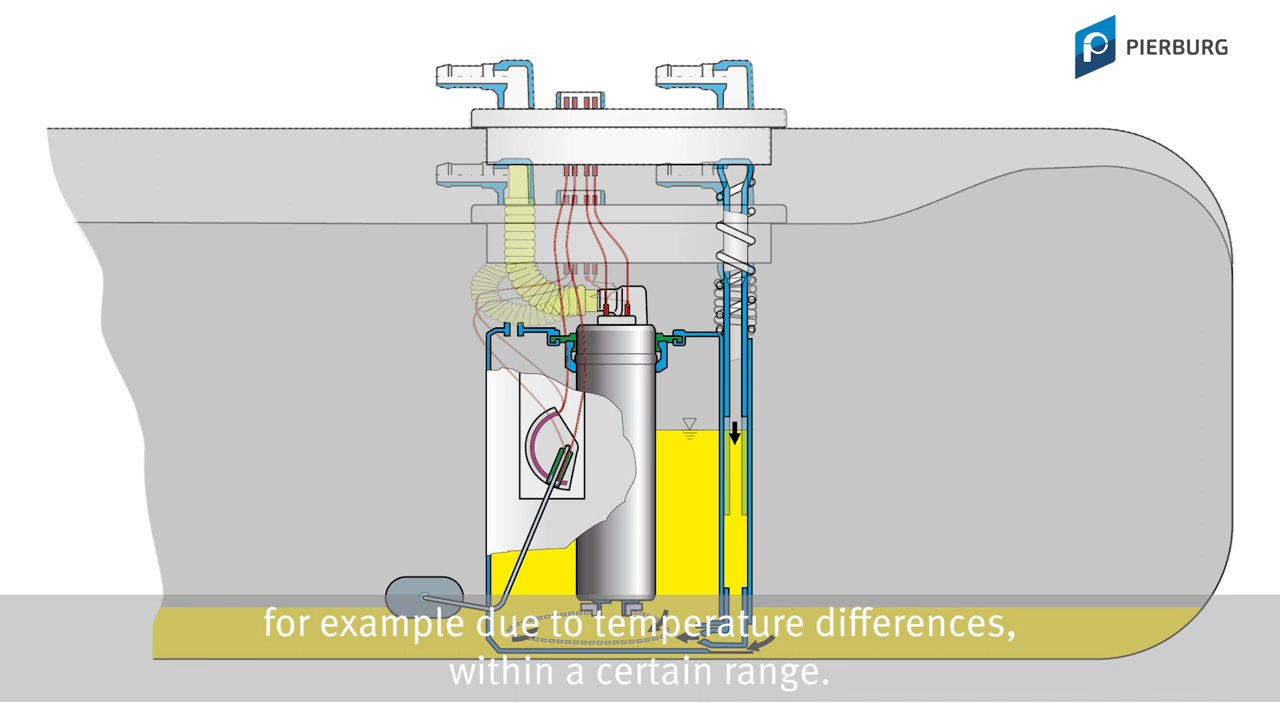 PIERBURG
for example due to temperature differences,
within a certain range.